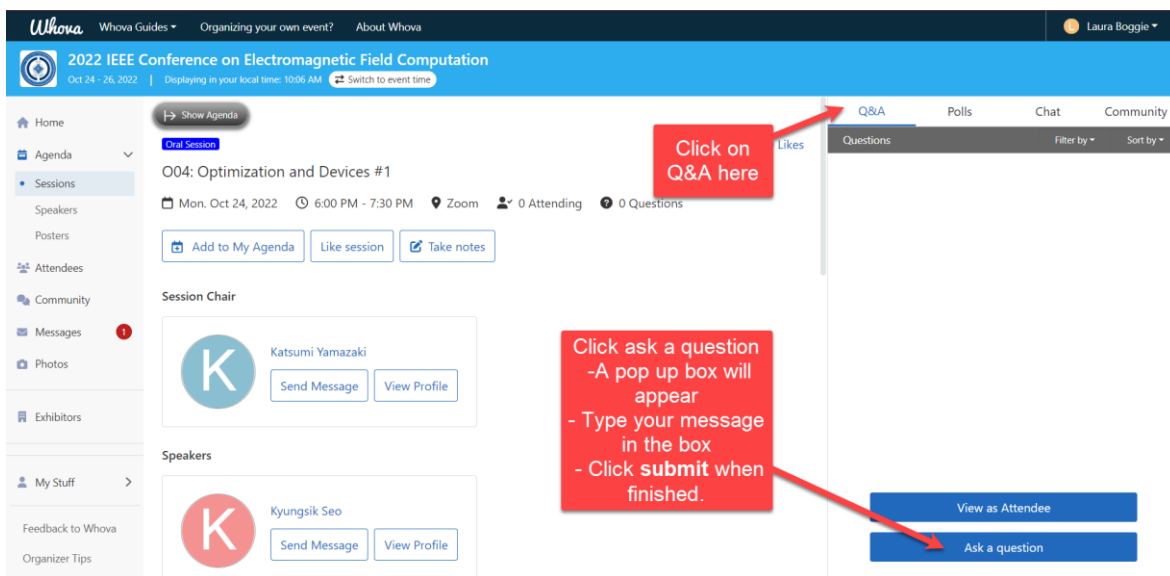 Whova Whova Guides Organizing your own event? About Whova L Laura Boggie
2022 IEEE Conference on Electromagnetic Field Computation
Oct 24 - 26, 2022 | Displaying in your local time: 10:06 AM Switch to event time
Home
Agenda
Sessions
Speakers
Posters
Attendees
Community
Messages 1
Photos
Exhibitors
My Stuff
Feedback to Whova
Organizer Tips
Show Agenda
Oral Session
Likes
O04: Optimization and Devices #1
Mon. Oct 24, 2022 6:00 PM - 7:30 PM Zoom 0 Attending 0 Questions
Add to My Agenda Like session Take notes
Session Chair
K
Katsumi Yamazaki
Send Message View Profile
Speakers
K
Kyungsik Seo
Send Message View Profile
Click on
Q&A here
Click ask a question
-A pop up box will
appear
- Type your message
in the box
- Click submit when
finished.
Q&A Polls Chat Community
Questions Filter by Sort by
View as Attendee
Ask a question